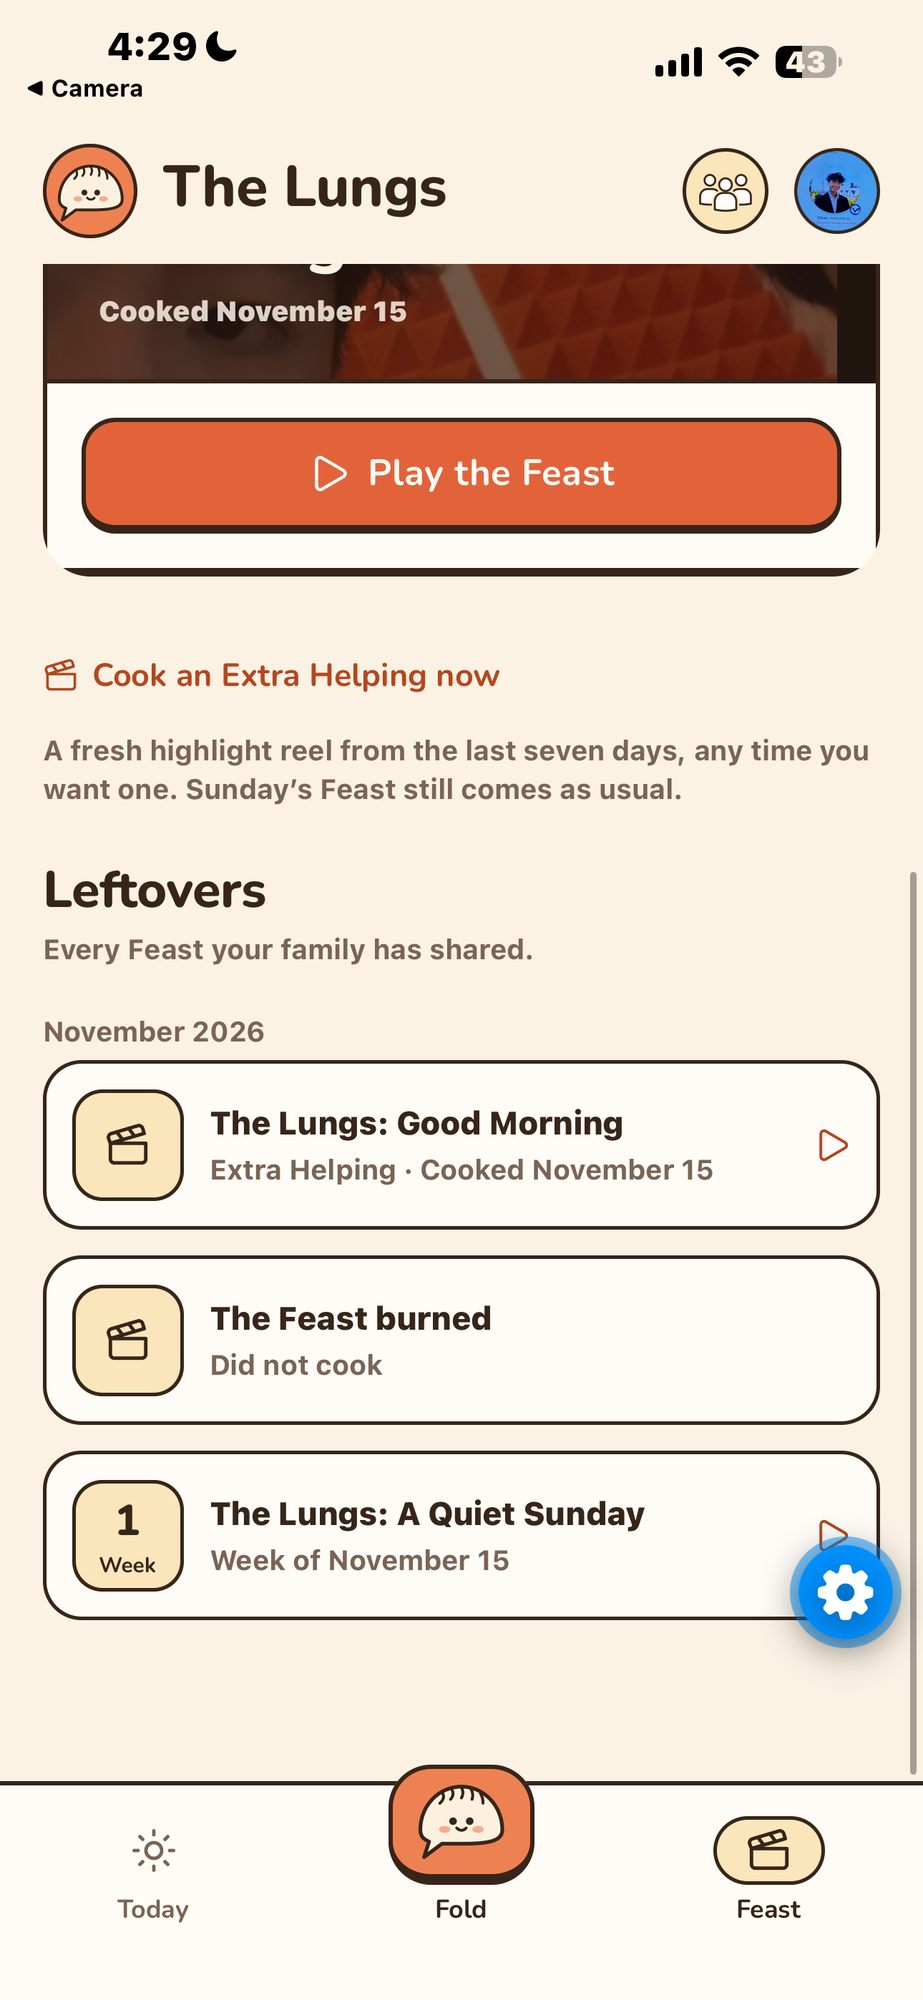 4:29
43
Camera
The Lungs
Cooked November 15
Play the Feast
Cook an Extra Helping now
A fresh highlight reel from the last seven days, any time you
want one. Sunday’s Feast still comes as usual.
Leftovers
Every Feast your family has shared.
November 2026
The Lungs: Good Morning
Extra Helping · Cooked November 15
The Feast burned
Did not cook
1
Week
The Lungs: A Quiet Sunday
Week of November 15
Today
Fold
Feast